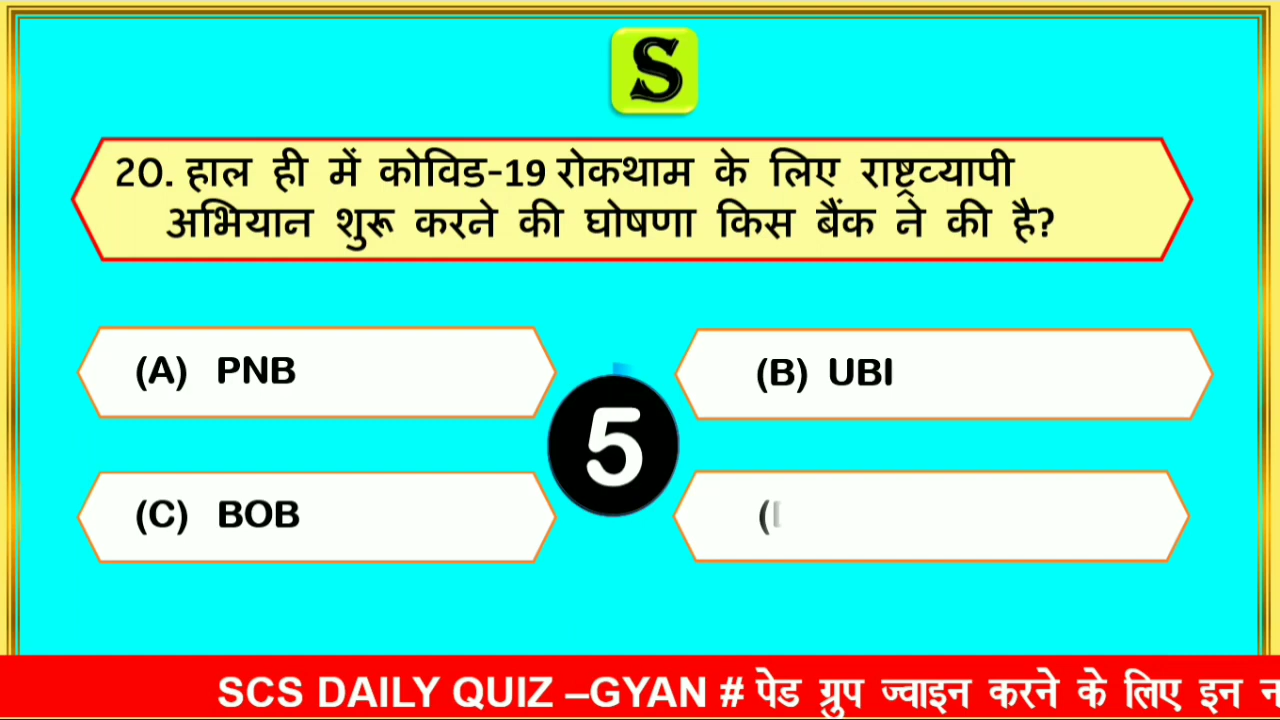 S
20. हाल ही में कोविड-19 रोकथाम के लिए राष्ट्रव्यापी
अभियान शुरू करने की घोषणा किस बैंक ने की है?
(A) PNB
(B) UBI
5
(C) BOB
(
SCS DAILY QUIZ –GYAN # पेड ग्रुप ज्वाइन करने के लिए इन